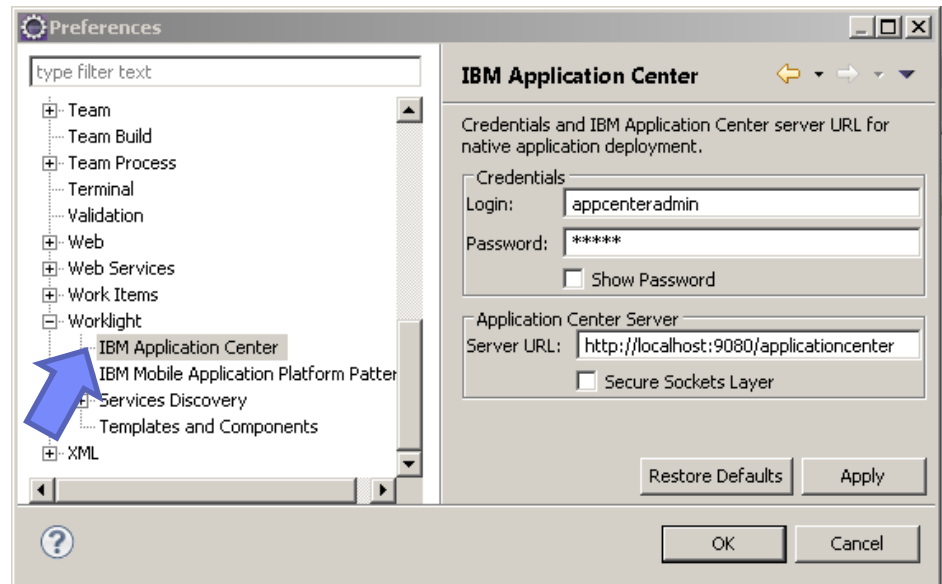 Preferences
type filter text
Team
Team Build
Team Process
Terminal
Validation
Web
Web Services
Work Items
Worklight
IBM Application Center
IBM Mobile Application Platform Patter
Services Discovery
Templates and Components
XML
IBM Application Center
Credentials and IBM Application Center server URL for
native application deployment.
Credentials
Login: appcenteradmin
Password: *****
Show Password
Application Center Server
Server URL: http://localhost:9080/applicationcenter
Secure Sockets Layer
Restore Defaults Apply
? OK Cancel